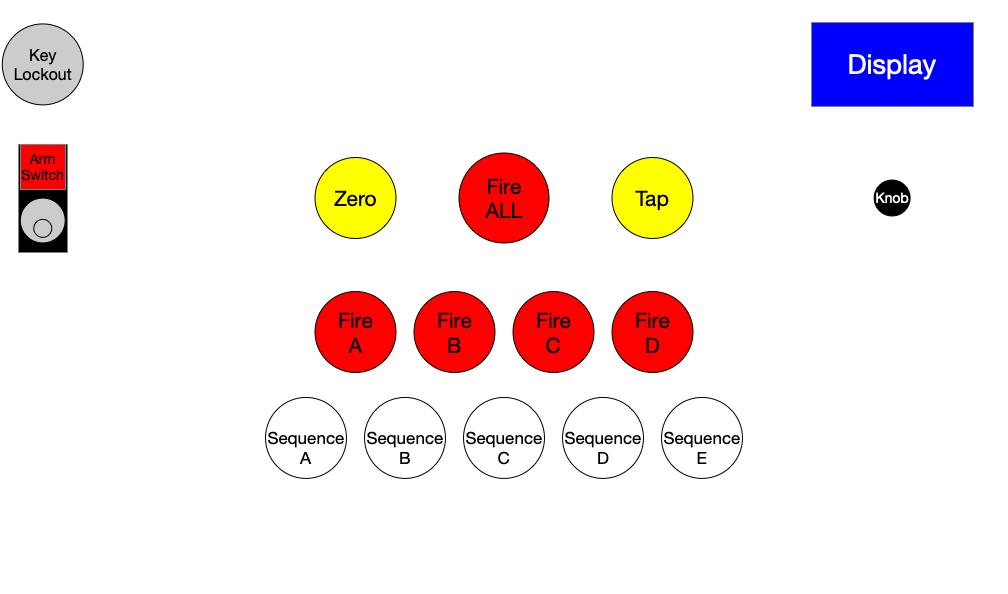 Key
Lockout
Display
Arm
Switch
Zero
Fire
ALL
Tap
Knob
Fire
A
Fire
B
Fire
C
Fire
D
Sequence
A
Sequence
B
Sequence
C
Sequence
D
Sequence
E